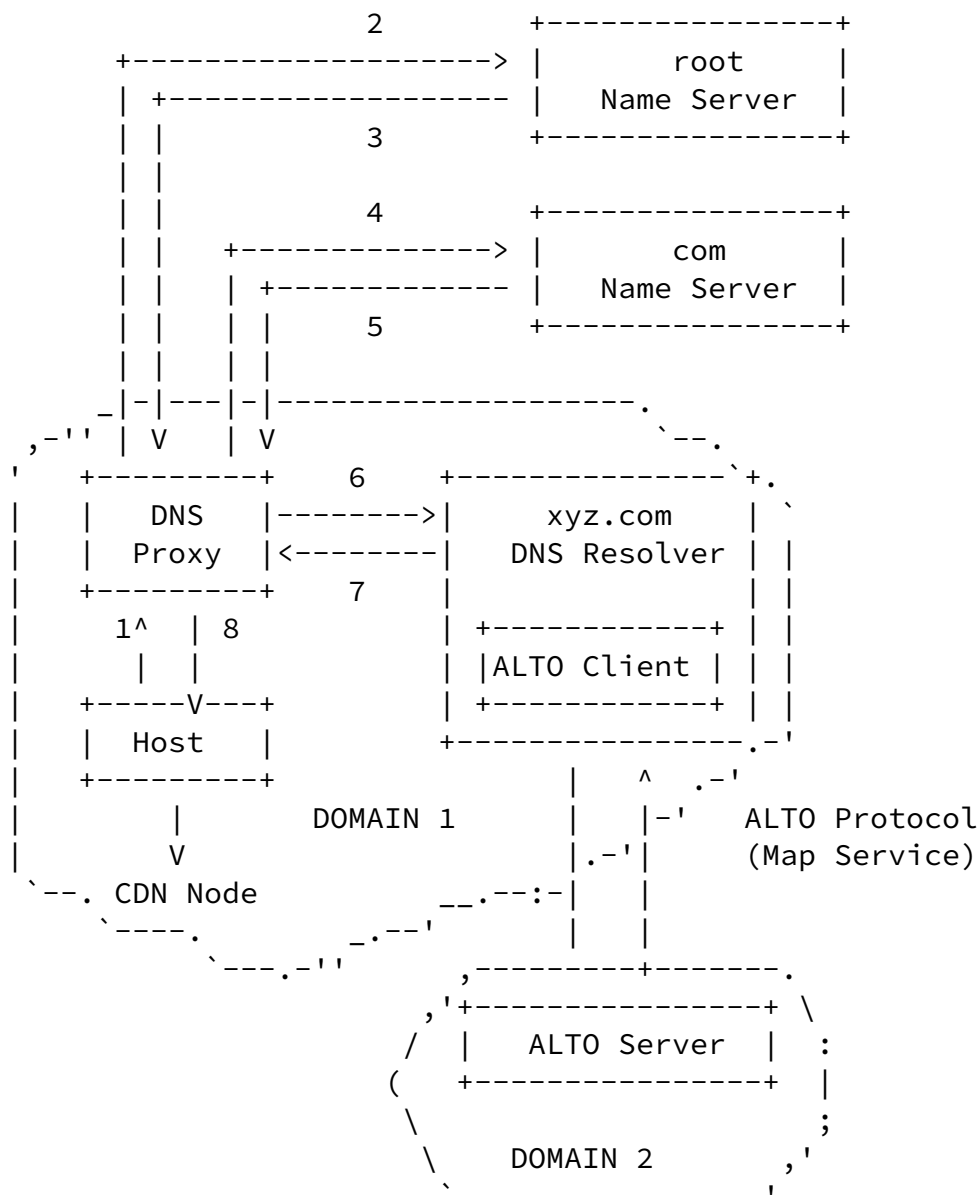 2
root
Name Server
3
4
com
Name Server
5
6
DNS xyz.com
Proxy DNS Resolver
7
1 8
ALTO Client
Host
DOMAIN 1 ALTO Protocol
V (Map Service)
CDN Node
ALTO Server
DOMAIN 2